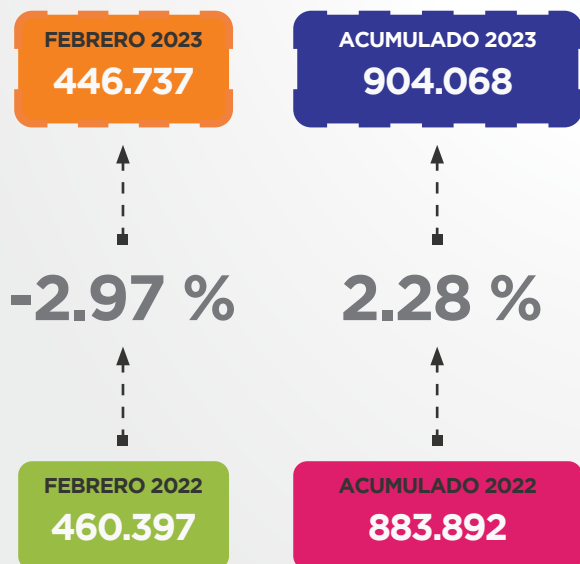 FEBRERO 2023
446.737
ACUMULADO 2023
904.068
-2.97 %
2.28 %
FEBRERO 2022
460.397
ACUMULADO 2022
883.892